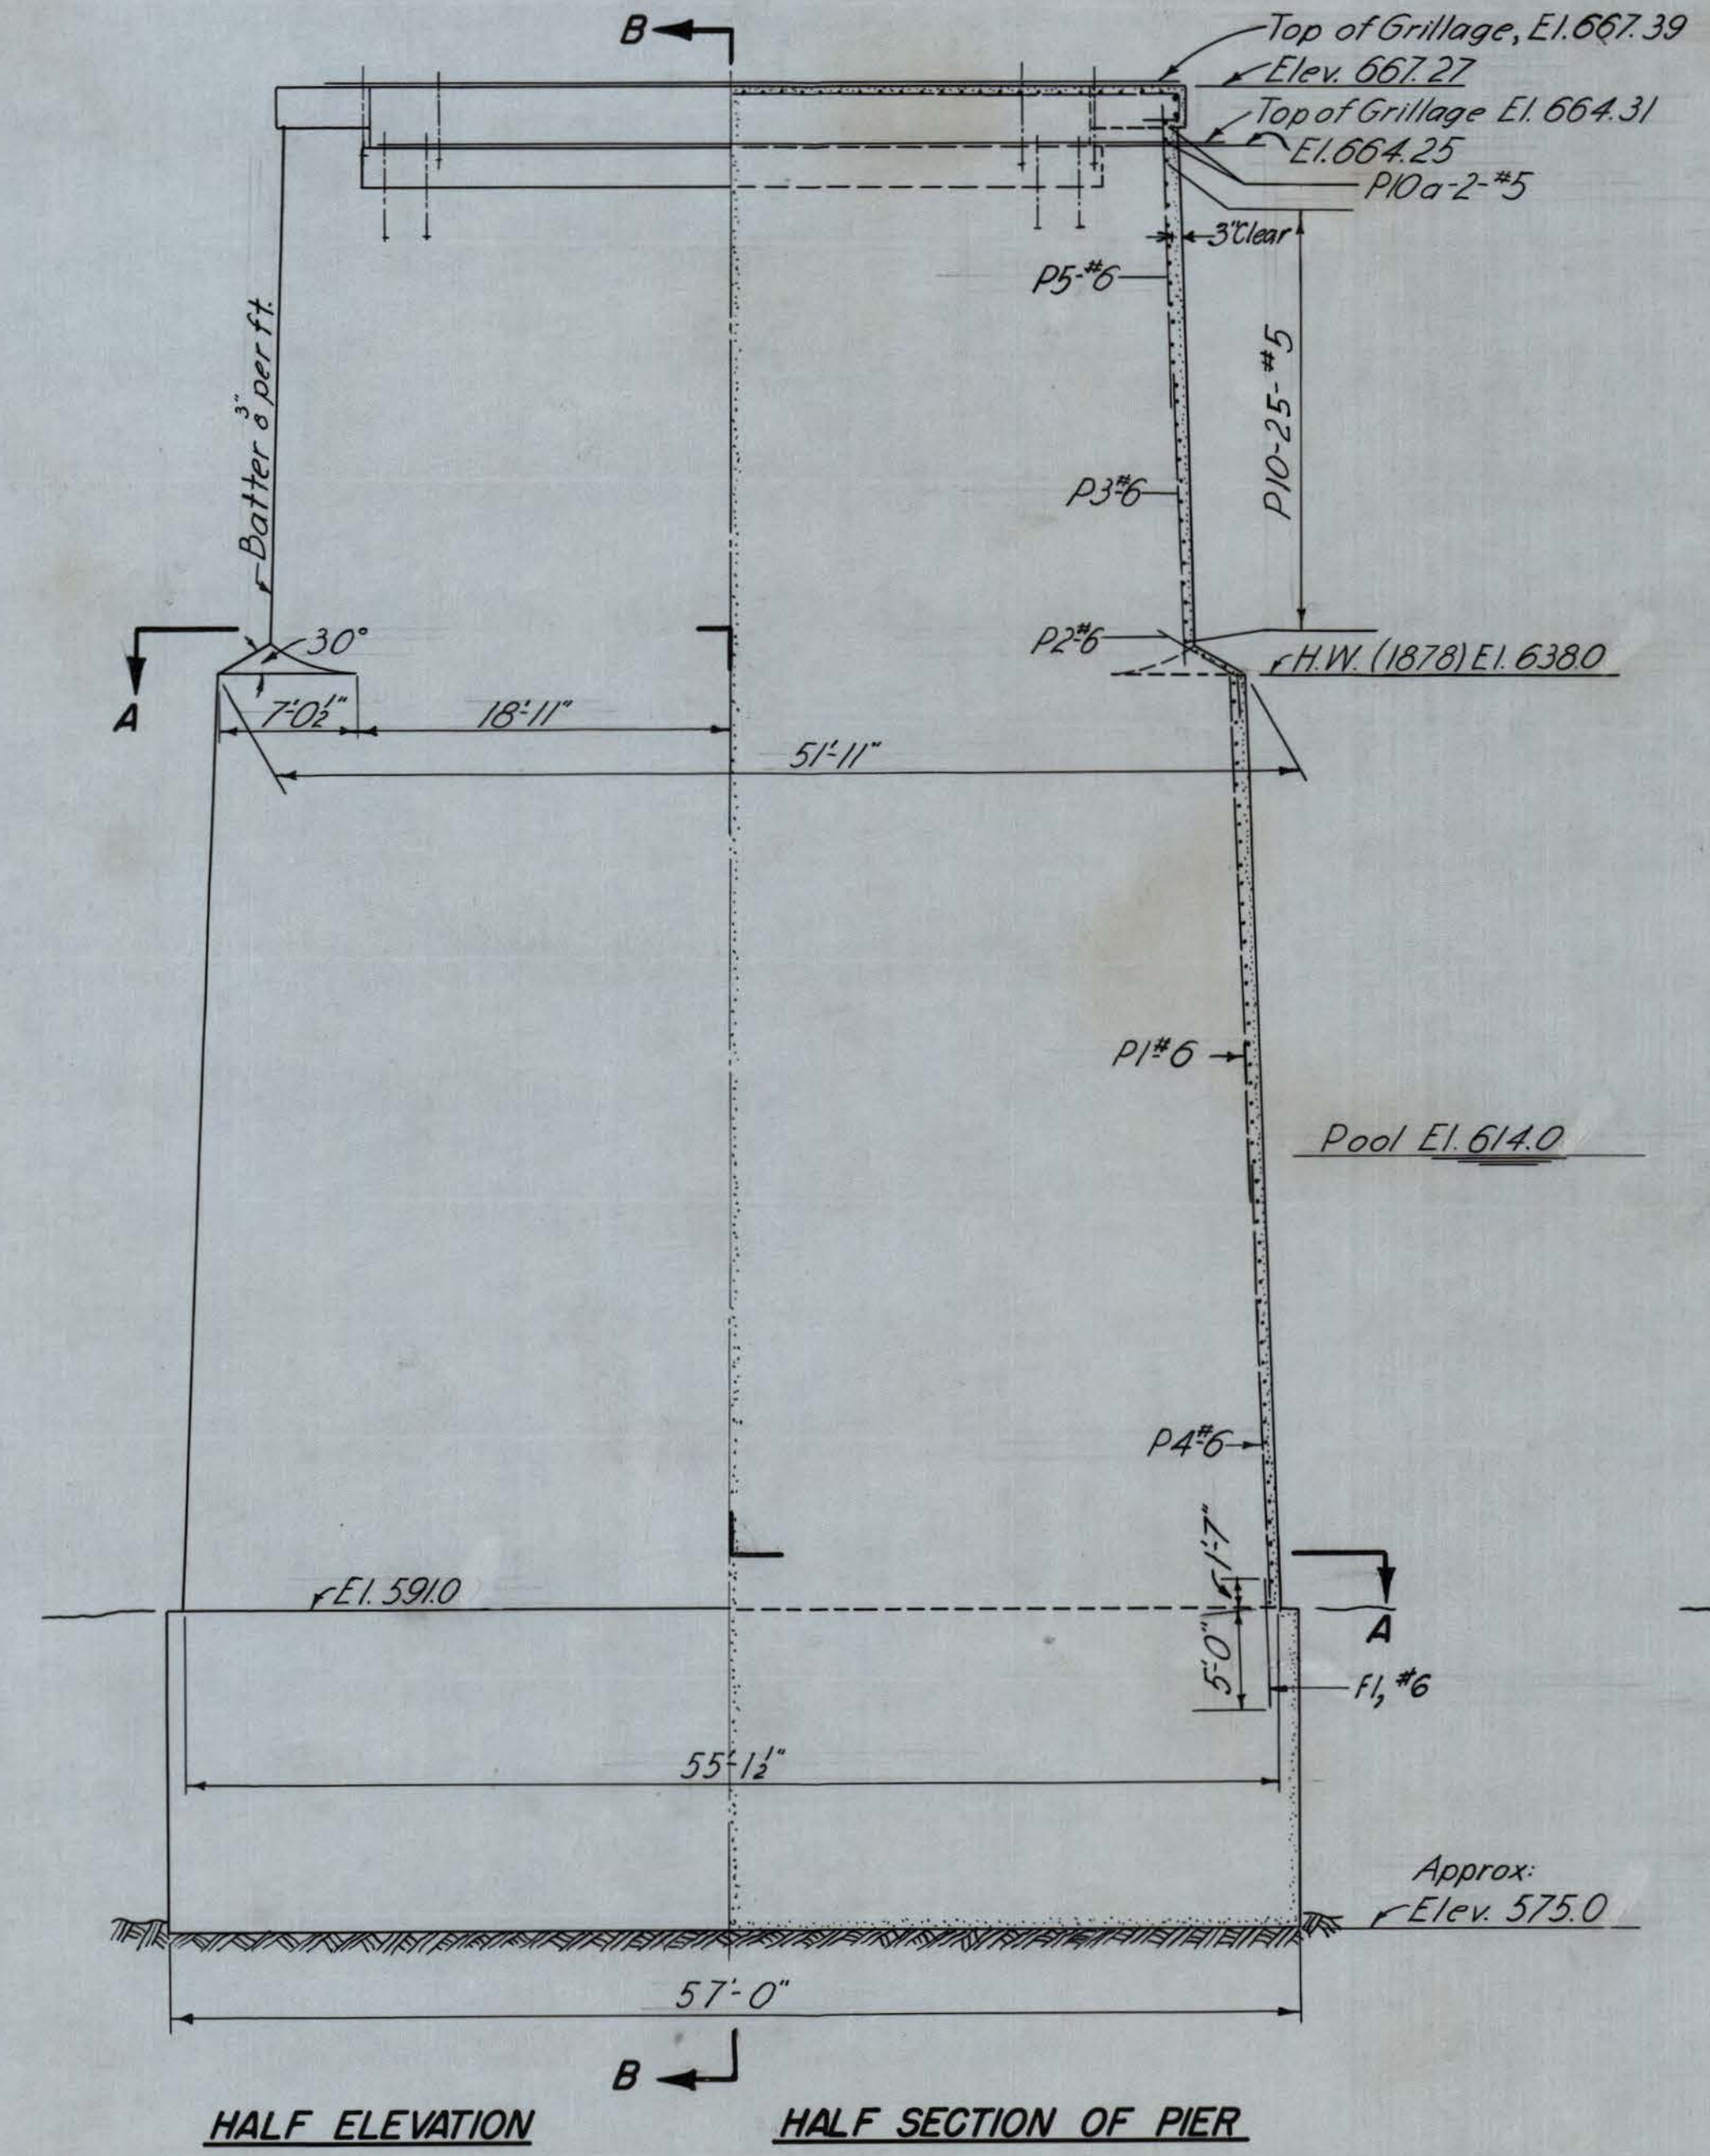 B
Top of Grillage, El. 667.39
Elev. 667.27
Top of Grillage El. 664.31
El. 664.25
P10a-2-#5
3" Clear
P5-#6
Batter 3/8" per ft.
P10-25-#5
P3-#6
30°
P2-#6
H.W. (1878) El. 638.0
A
7'-0½"
18'-11"
51'-11"
P1-#6
Pool El. 614.0
P4-#6
1'-7"
El. 591.0
A
5'-0"
F1, #6
55'-1½"
Approx:
Elev. 575.0
57'-0"
B
HALF ELEVATION
HALF SECTION OF PIER